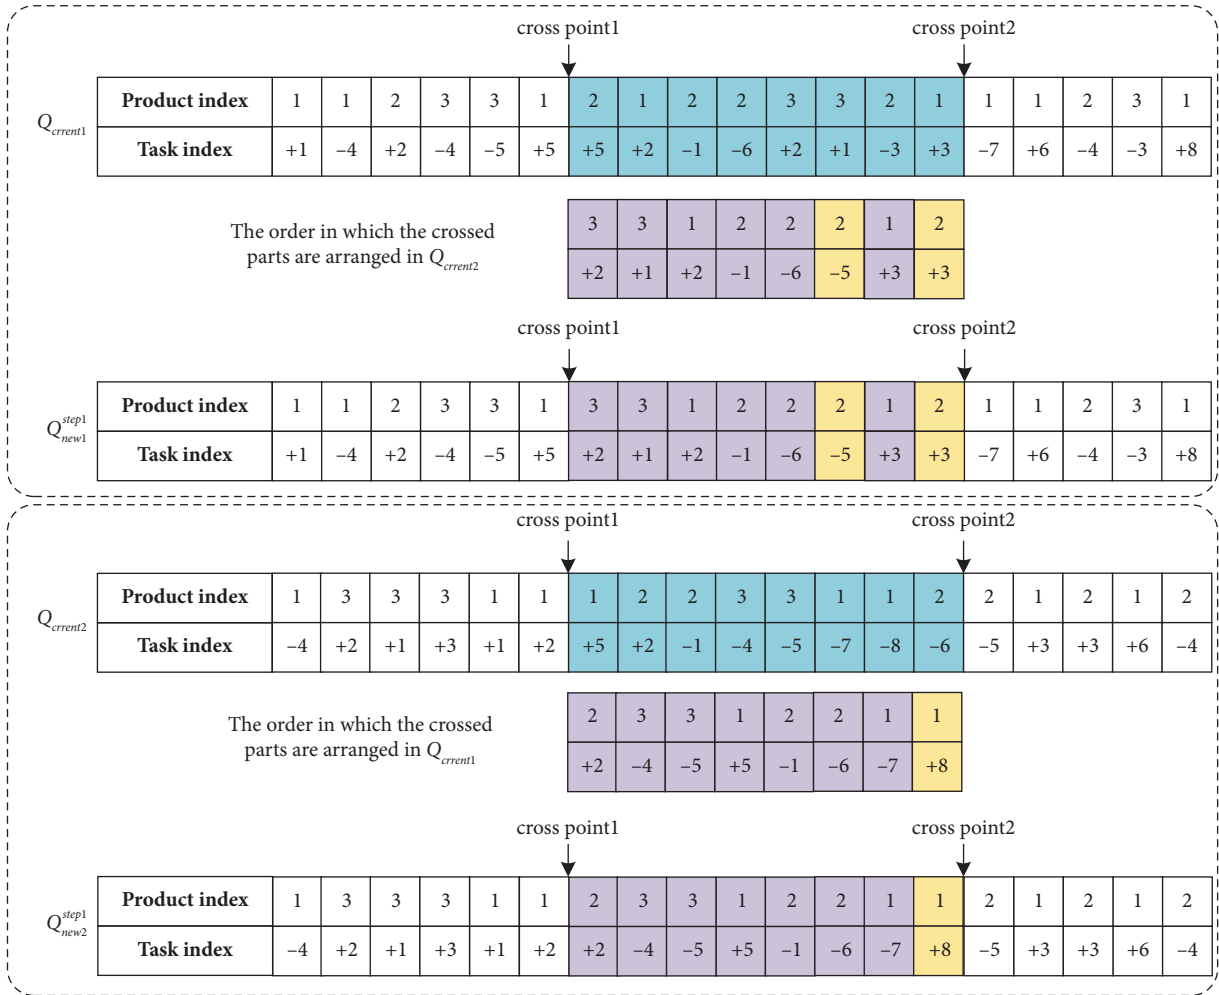 cross point1 cross point2
Q_crrent1
Product index 1 1 2 3 3 1 2 1 2 2 3 3 2 1 1 1 2 3 1
Task index +1 –4 +2 –4 –5 +5 +5 +2 –1 –6 +2 +1 –3 +3 –7 +6 –4 –3 +8
The order in which the crossed
parts are arranged in Q_crrent2
3 3 1 2 2 2 1 2
+2 +1 +2 –1 –6 –5 +3 +3
cross point1 cross point2
Q_new1^step1
Product index 1 1 2 3 3 1 3 3 1 2 2 2 1 2 1 1 2 3 1
Task index +1 –4 +2 –4 –5 +5 +2 +1 +2 –1 –6 –5 +3 +3 –7 +6 –4 –3 +8
cross point1 cross point2
Q_crrent2
Product index 1 3 3 3 1 1 1 2 2 3 3 1 1 2 2 1 2 1 2
Task index –4 +2 +1 +3 +1 +2 +5 +2 –1 –4 –5 –7 –8 –6 –5 +3 +3 +6 –4
The order in which the crossed
parts are arranged in Q_crrent1
2 3 3 1 2 2 1 1
+2 –4 –5 +5 –1 –6 –7 +8
cross point1 cross point2
Q_new2^step1
Product index 1 3 3 3 1 1 2 3 3 1 2 2 1 1 2 1 2 1 2
Task index –4 +2 +1 +3 +1 +2 +2 –4 –5 +5 –1 –6 –7 +8 –5 +3 +3 +6 –4